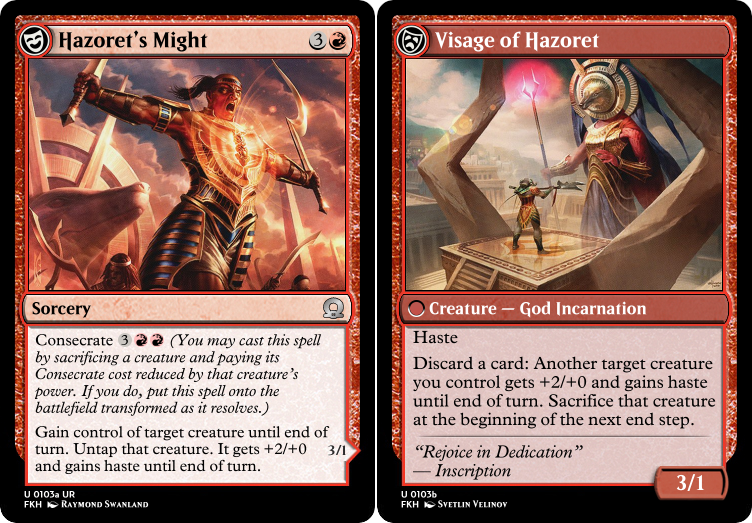 Hazoret's Might
3
Sorcery
Consecrate 3 (You may cast this spell
by sacrificing a creature and paying its
Consecrate cost reduced by that creature's
power. If you do, put this spell onto the
battlefield transformed as it resolves.)
Gain control of target creature until end of
turn. Untap that creature. It gets +2/+0
and gains haste until end of turn.
3/1
U 0103a UR
FKH Raymond Swanland
Visage of Hazoret
Creature — God Incarnation
Haste
Discard a card: Another target creature
you control gets +2/+0 and gains haste
until end of turn. Sacrifice that creature
at the beginning of the next end step.
“Rejoice in Dedication”
— Inscription
3/1
U 0103b
FKH Svetlin Velinov